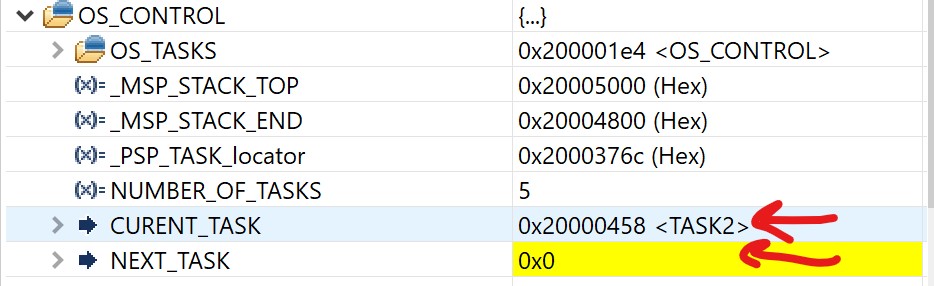 OS_CONTROL {...}
OS_TASKS 0x200001e4 <OS_CONTROL>
(x)= _MSP_STACK_TOP 0x20005000 (Hex)
(x)= _MSP_STACK_END 0x20004800 (Hex)
(x)= _PSP_TASK_locator 0x2000376c (Hex)
(x)= NUMBER_OF_TASKS 5
CURENT_TASK 0x20000458 <TASK2>
NEXT_TASK 0x0